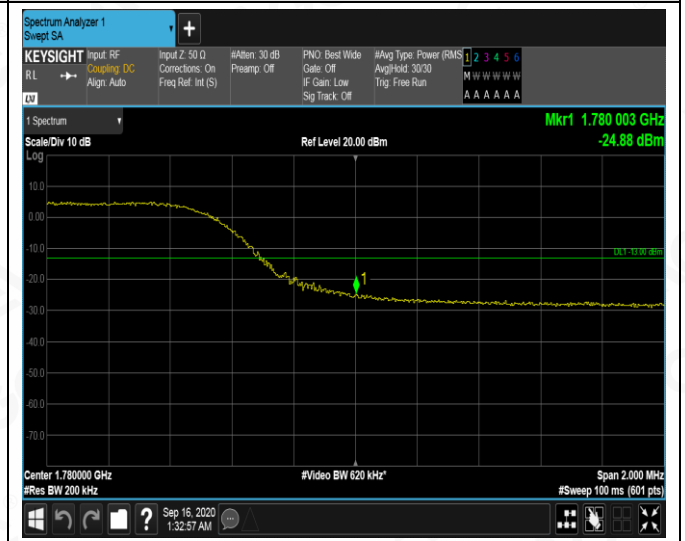 Spectrum Analyzer 1
Swept SA
KEYSIGHT
R L
LXI
Input: RF
Coupling: DC
Align: Auto
Input Z: 50 Ω
Corrections: On
Freq Ref: Int (S)
#Atten: 30 dB
Preamp: Off
PNO: Best Wide
Gate: Off
IF Gain: Low
Sig Track: Off
#Avg Type: Power (RMS
Avg|Hold: 30/30
Trig: Free Run
1 2 3 4 5 6
M W W W W W
A A A A A A
1 Spectrum
Scale/Div 10 dB
Log
Ref Level 20.00 dBm
Mkr1 1.780 003 GHz
-24.88 dBm
10.0
0.00
-10.0
DL1 -13.00 dBm
-20.0
1
-30.0
-40.0
-50.0
-60.0
-70.0
Center 1.780000 GHz
#Res BW 200 kHz
#Video BW 620 kHz*
Span 2.000 MHz
#Sweep 100 ms (601 pts)
?
Sep 16, 2020
1:32:57 AM